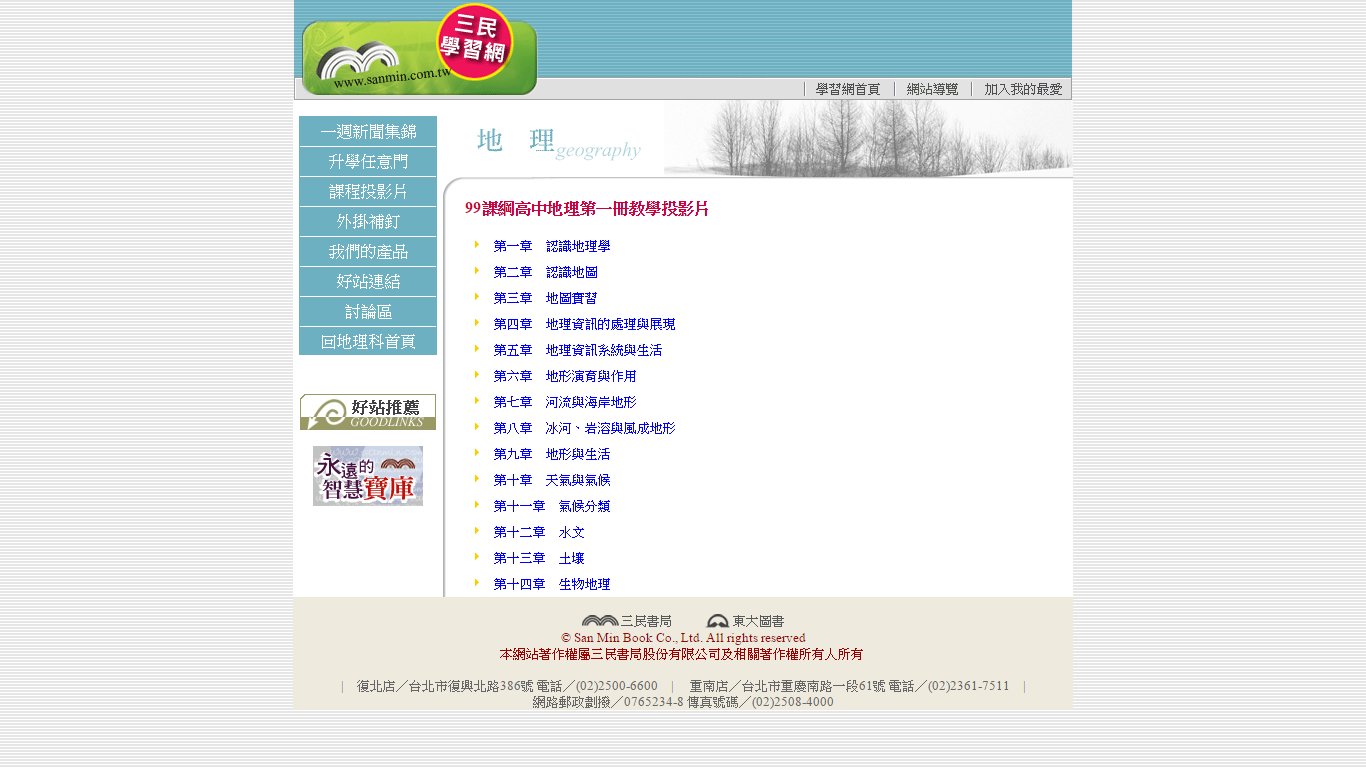 三民
學習網
www.sanmin.com.tw
學習網首頁
網站導覽
加入我的最愛
一週新聞集錦
升學任意門
課程投影片
外掛補釘
我們的產品
好站連結
討論區
回地理科首頁
好站推薦
GOODLINKS
永遠的
智慧寶庫
地 理geography
99課綱高中地理第一冊教學投影片
第一章 認識地理學
第二章 認識地圖
第三章 地圖實習
第四章 地理資訊的處理與展現
第五章 地理資訊系統與生活
第六章 地形演育與作用
第七章 河流與海岸地形
第八章 冰河、岩溶與風成地形
第九章 地形與生活
第十章 天氣與氣候
第十一章 氣候分類
第十二章 水文
第十三章 土壤
第十四章 生物地理
三民書局 東大圖書
© San Min Book Co., Ltd. All rights reserved
本網站著作權屬三民書局股份有限公司及相關著作權所有人所有
| 復北店／台北市復興北路386號 電話／(02)2500-6600 | 重南店／台北市重慶南路一段61號 電話／(02)2361-7511 |
網路郵政劃撥／0765234-8 傳真號碼／(02)2508-4000